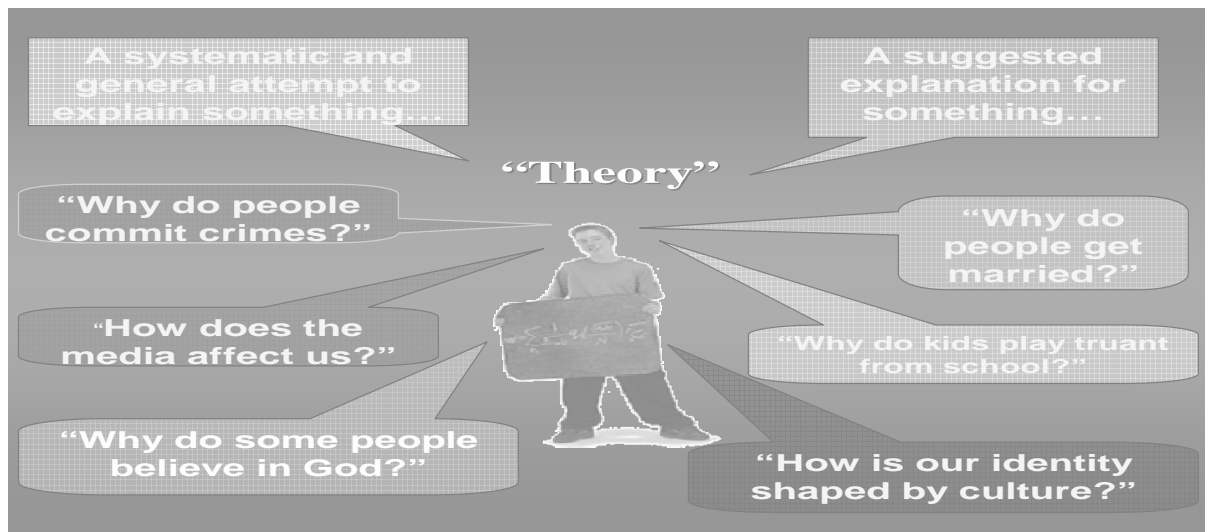 A systematic and
general attempt to
explain something…
A suggested
explanation for
something…
“Theory”
“Why do people
commit crimes?”
“Why do
people get
married?”
“How does the
media affect us?”
“Why do kids play truant
from school?”
“Why do some people
believe in God?”
“How is our identity
shaped by culture?”